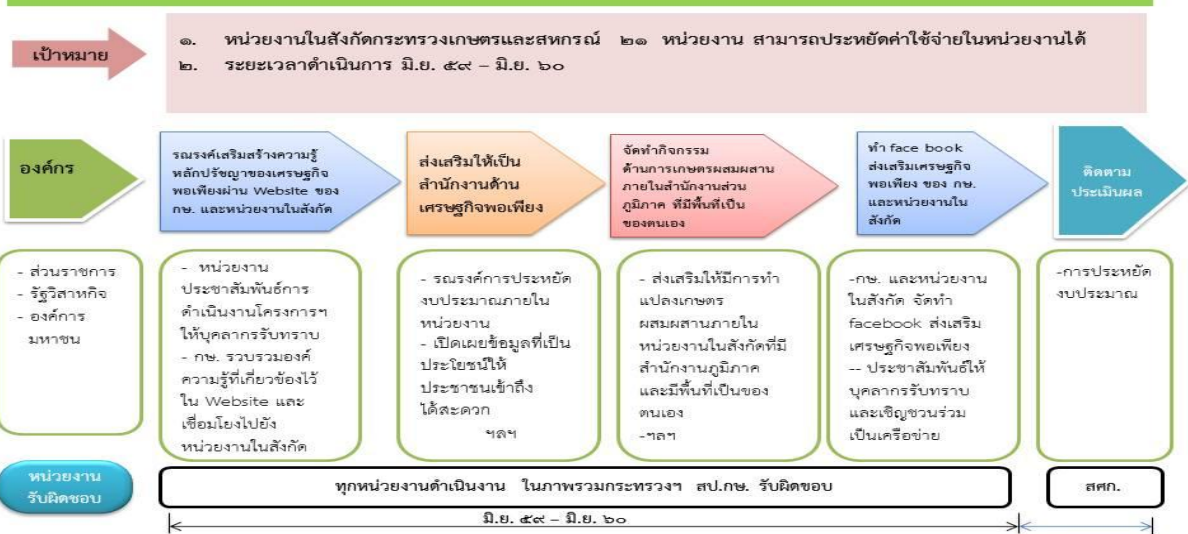 เป้าหมาย
๑. หน่วยงานในสังกัดกระทรวงเกษตรและสหกรณ์ ๒๑ หน่วยงาน สามารถประหยัดค่าใช้จ่ายในหน่วยงานได้
๒. ระยะเวลาดำเนินการ มิ.ย. ๕๙ – มิ.ย. ๖๐
องค์กร
รณรงค์เสริมสร้างความรู้
หลักปรัชญาของเศรษฐกิจ
พอเพียงผ่าน Website ของ
กษ. และหน่วยงานในสังกัด
ส่งเสริมให้เป็น
สำนักงานด้าน
เศรษฐกิจพอเพียง
จัดทำกิจกรรม
ด้านการเกษตรผสมผสาน
ภายในสำนักงานส่วน
ภูมิภาค ที่มีพื้นที่เป็น
ของตนเอง
ทำ face book
ส่งเสริมเศรษฐกิจ
พอเพียง ของ กษ.
และหน่วยงานใน
สังกัด
ติดตาม
ประเมินผล
- ส่วนราชการ
- รัฐวิสาหกิจ
- องค์การ
มหาชน
- หน่วยงาน
ประชาสัมพันธ์การ
ดำเนินงานโครงการฯ
ให้บุคลากรรับทราบ
- กษ. รวบรวมองค์
ความรู้ที่เกี่ยวข้องไว้
ใน Website และ
เชื่อมโยงไปยัง
หน่วยงานในสังกัด
- รณรงค์การประหยัด
งบประมาณภายใน
หน่วยงาน
- เปิดเผยข้อมูลที่เป็น
ประโยชน์ให้
ประชาชนเข้าถึง
ได้สะดวก
ฯลฯ
- ส่งเสริมให้มีการทำ
แปลงเกษตร
ผสมผสานภายใน
หน่วยงานในสังกัดที่มี
สำนักงานภูมิภาค
และมีพื้นที่เป็นของ
ตนเอง
-ฯลฯ
-กษ. และหน่วยงาน
ในสังกัด จัดทำ
facebook ส่งเสริม
เศรษฐกิจพอเพียง
-- ประชาสัมพันธ์ให้
บุคลากรรับทราบ
และเชิญชวนร่วม
เป็นเครือข่าย
-การประหยัด
งบประมาณ
หน่วยงาน
รับผิดชอบ
ทุกหน่วยงานดำเนินงาน ในภาพรวมกระทรวงฯ สป.กษ. รับผิดชอบ
สศก.
มิ.ย. ๕๙ – มิ.ย. ๖๐